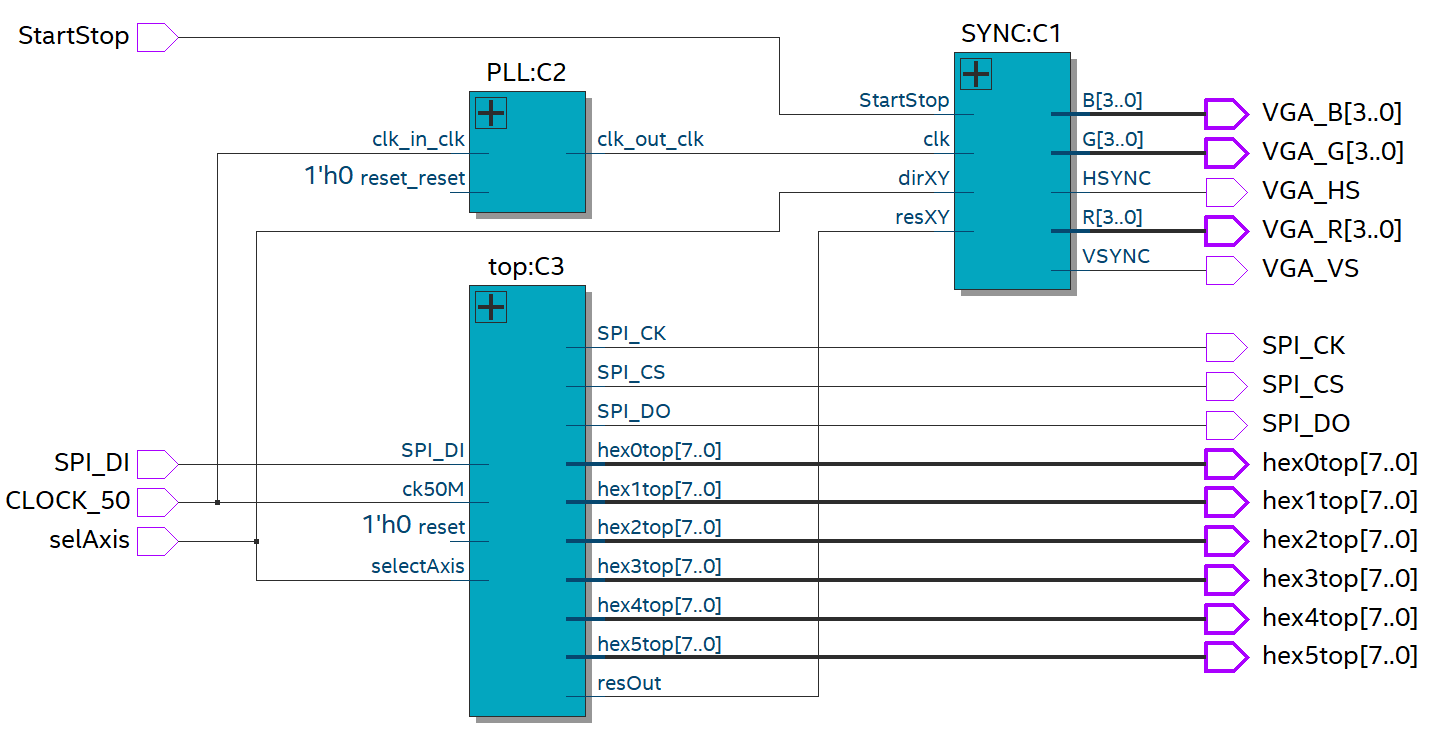 StartStop
PLL:C2
clk_in_clk
1'h0 reset_reset
clk_out_clk
SYNC:C1
StartStop
clk
dirXY
resXY
B[3..0]
G[3..0]
HSYNC
R[3..0]
VSYNC
VGA_B[3..0]
VGA_G[3..0]
VGA_HS
VGA_R[3..0]
VGA_VS
SPI_DI
CLOCK_50
selAxis
top:C3
SPI_DI
ck50M
1'h0 reset
selectAxis
SPI_CK
SPI_CS
SPI_DO
hex0top[7..0]
hex1top[7..0]
hex2top[7..0]
hex3top[7..0]
hex4top[7..0]
hex5top[7..0]
resOut
SPI_CK
SPI_CS
SPI_DO
hex0top[7..0]
hex1top[7..0]
hex2top[7..0]
hex3top[7..0]
hex4top[7..0]
hex5top[7..0]